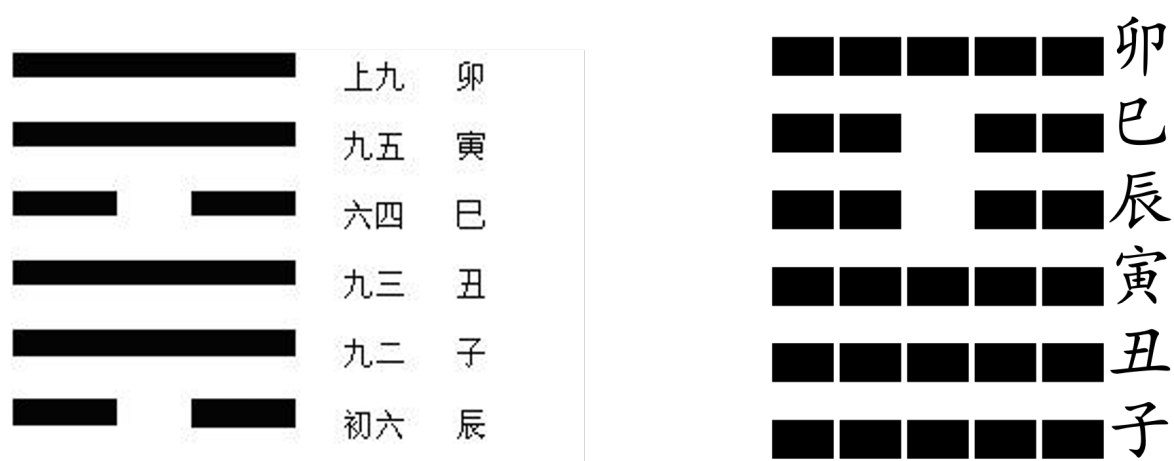 上九 卯
九五 寅
六四 巳
九三 丑
九二 子
初六 辰
卯
巳
辰
寅
丑
子